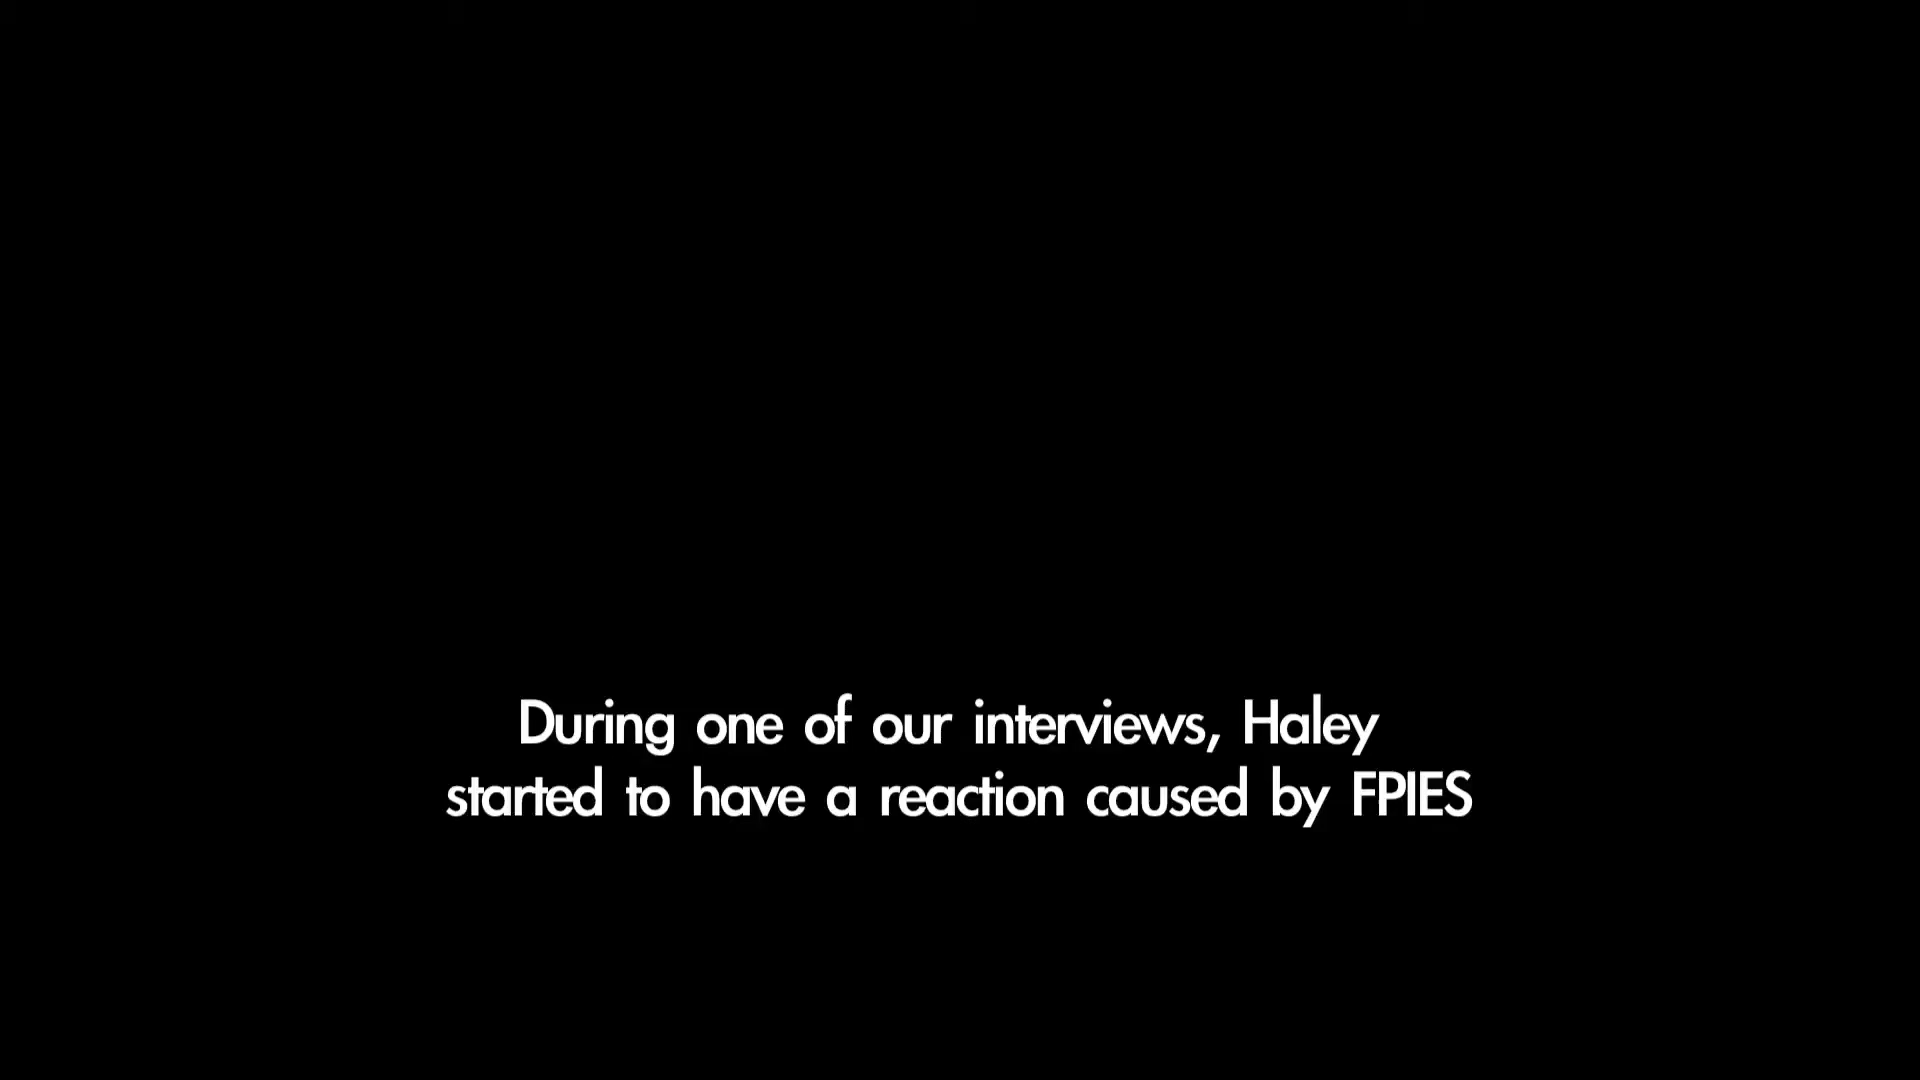 During one of our interviews, Haley
started to have a reaction caused by FPIES